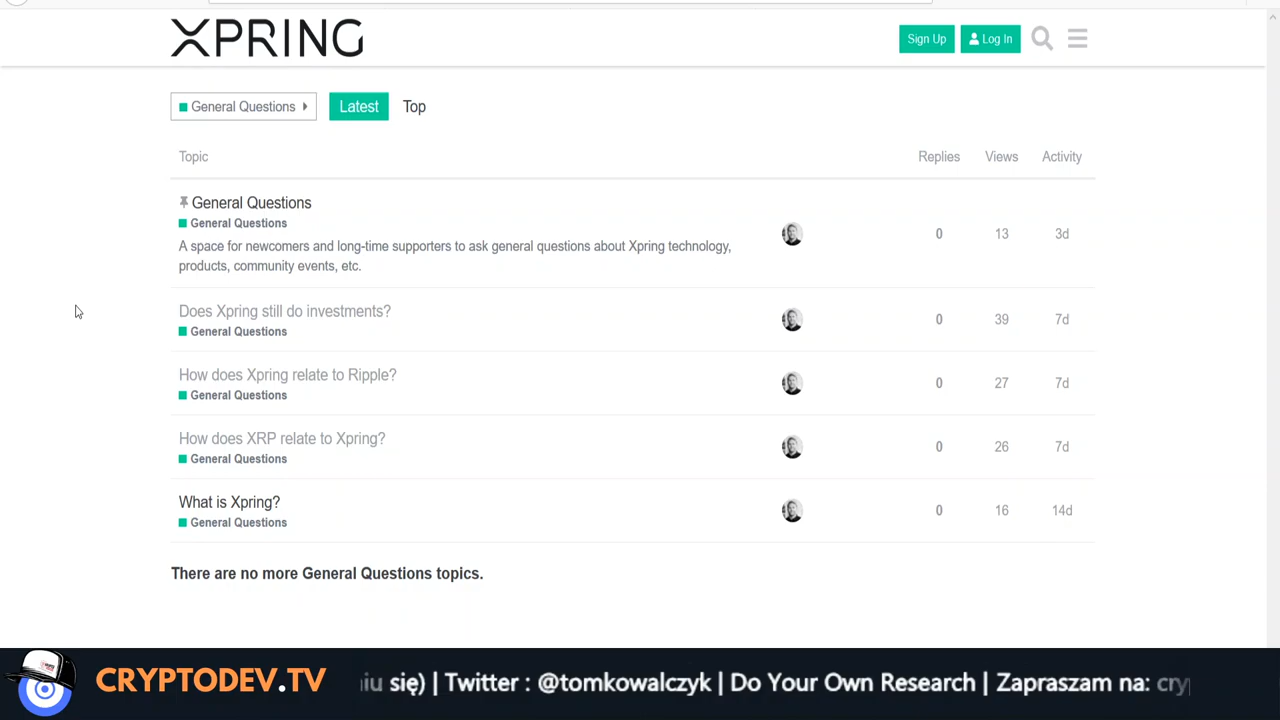 XPRING
Sign Up
Log In
General Questions
Latest
Top
Topic
Replies
Views
Activity
General Questions
General Questions
A space for newcomers and long-time supporters to ask general questions about Xpring technology,
products, community events, etc.
0
13
3d
Does Xpring still do investments?
General Questions
0
39
7d
How does Xpring relate to Ripple?
General Questions
0
27
7d
How does XRP relate to Xpring?
General Questions
0
26
7d
What is Xpring?
General Questions
0
16
14d
There are no more General Questions topics.
CRYPTODEV.TV
się) | Twitter : @tomkowalczyk | Do Your Own Research | Zapraszam na: